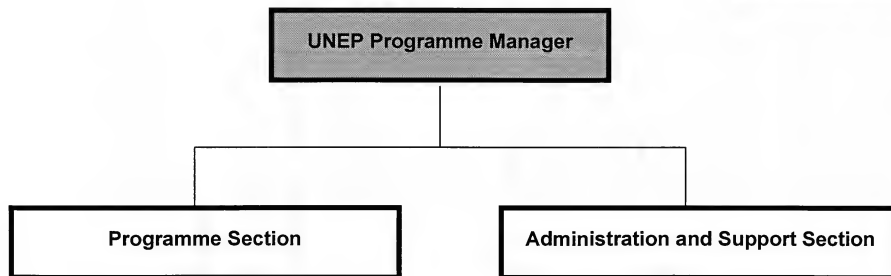 UNEP Programme Manager
Programme Section
Administration and Support Section